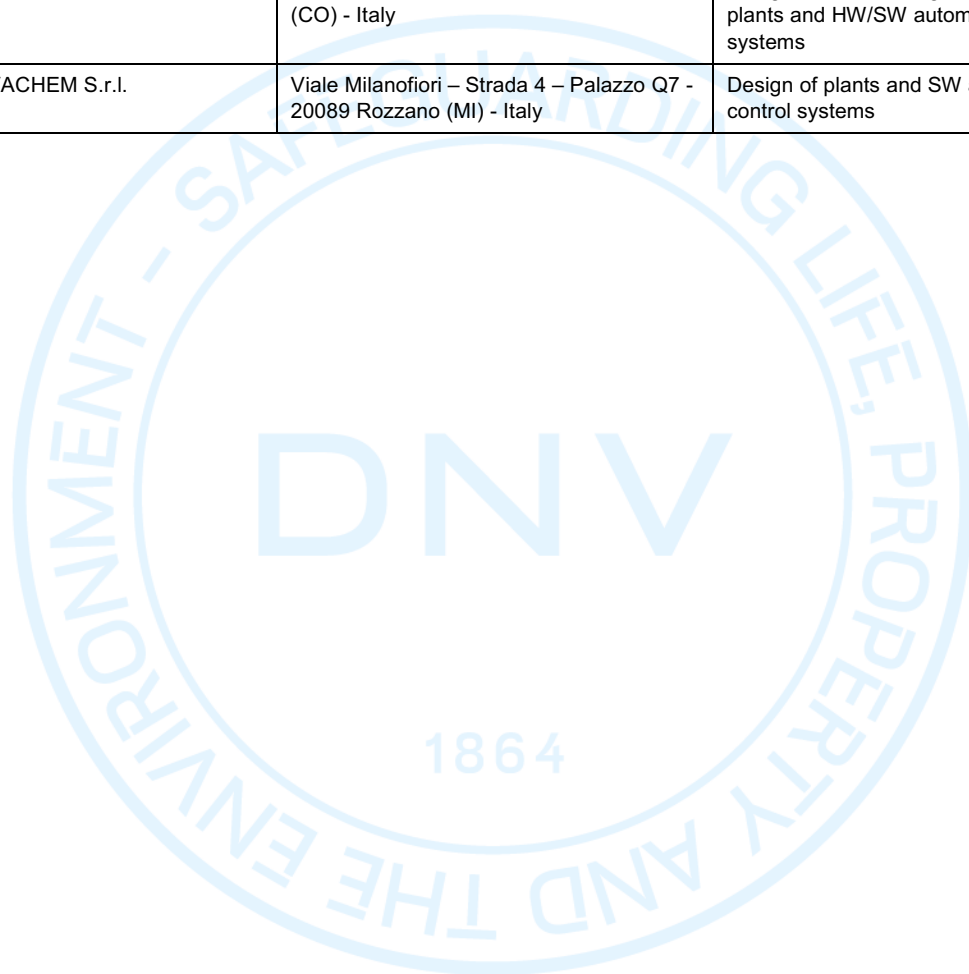 (CO) - Italy
plants and HW/SW autom
systems
ACHEM S.r.l.
Viale Milanofiori – Strada 4 – Palazzo Q7 -
20089 Rozzano (MI) - Italy
Design of plants and SW
control systems
SAFEGUARDING LIFE, PROPERTY AND THE ENVIRONMENT -
DNV
1864